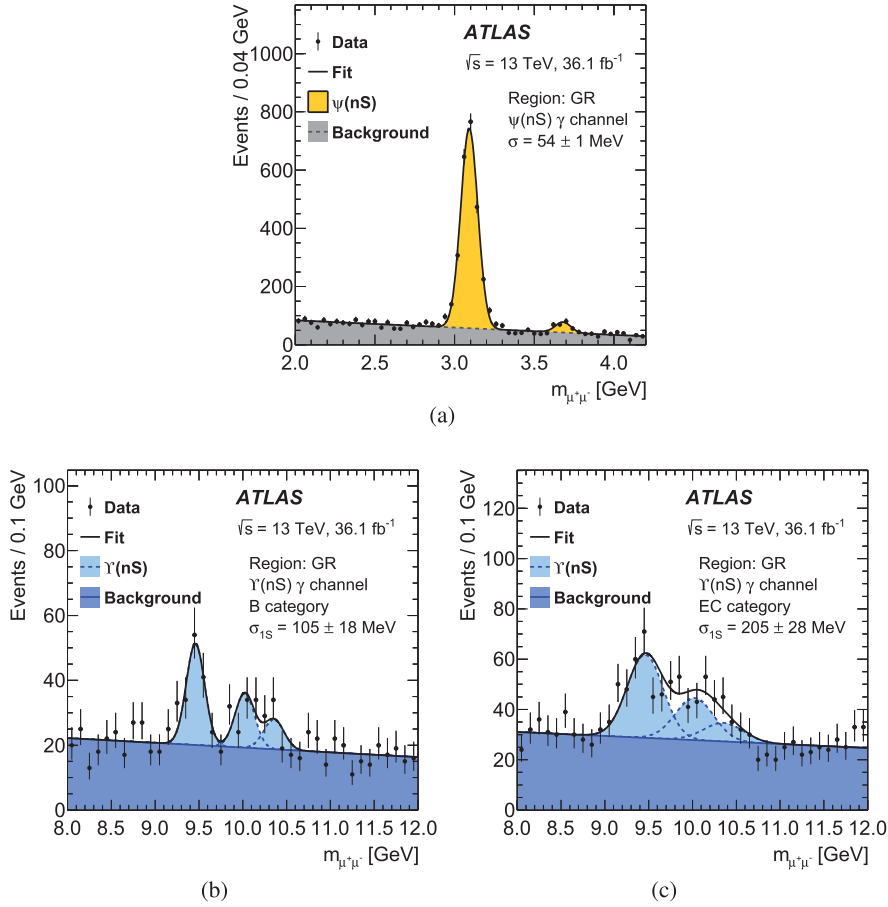 Events / 0.04 GeV
1000
800
600
400
200
0
Data
Fit
ψ(nS)
Background
ATLAS
√s = 13 TeV, 36.1 fb⁻¹
Region: GR
ψ(nS) γ channel
σ = 54 ± 1 MeV
2.0 2.5 3.0 3.5 4.0
m_μ⁺μ⁻ [GeV]
(a)
Events / 0.1 GeV
100
80
60
40
20
0
Data
Fit
ϒ(nS)
Background
ATLAS
√s = 13 TeV, 36.1 fb⁻¹
Region: GR
ϒ(nS) γ channel
B category
σ_1S = 105 ± 18 MeV
8.0 8.5 9.0 9.5 10.0 10.5 11.0 11.5 12.0
m_μ⁺μ⁻ [GeV]
(b)
Events / 0.1 GeV
120
100
80
60
40
20
0
Data
Fit
ϒ(nS)
Background
ATLAS
√s = 13 TeV, 36.1 fb⁻¹
Region: GR
ϒ(nS) γ channel
EC category
σ_1S = 205 ± 28 MeV
8.0 8.5 9.0 9.5 10.0 10.5 11.0 11.5 12.0
m_μ⁺μ⁻ [GeV]
(c)